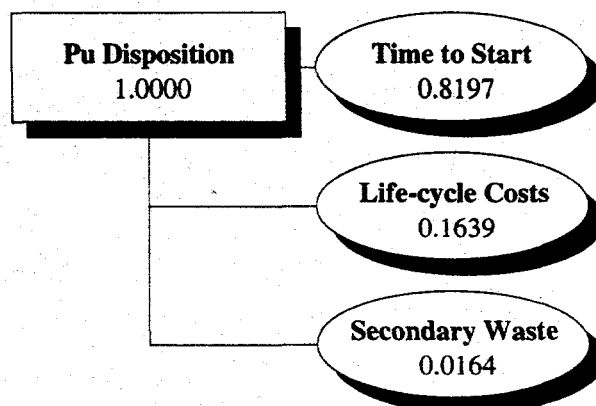 Pu Disposition
1.0000
Time to Start
0.8197
Life-cycle Costs
0.1639
Secondary Waste
0.0164